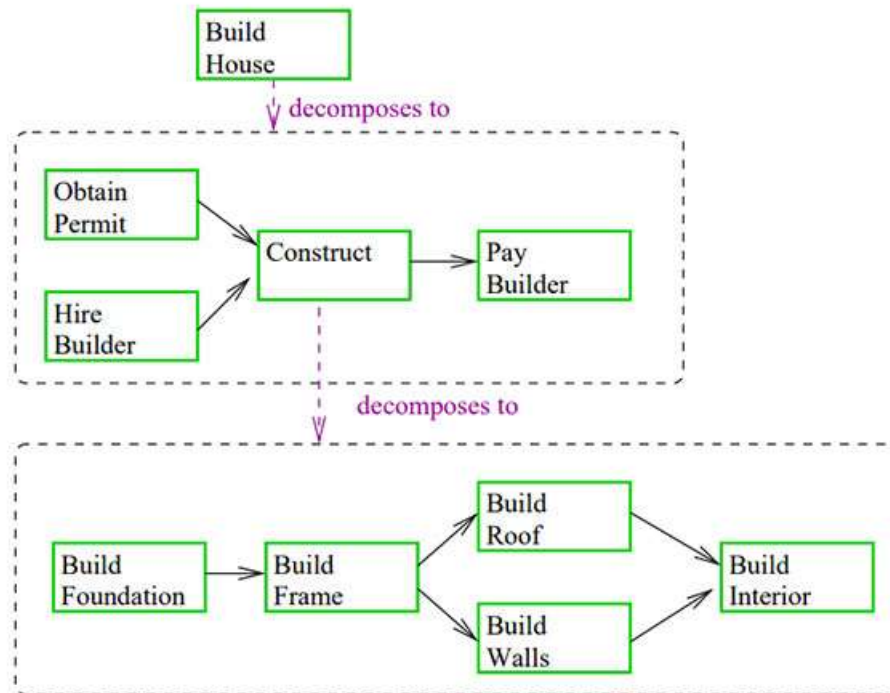 Build
House
decomposes to
Obtain
Permit
Construct
Pay
Builder
Hire
Builder
decomposes to
Build
Roof
Build
Foundation
Build
Frame
Build
Interior
Build
Walls